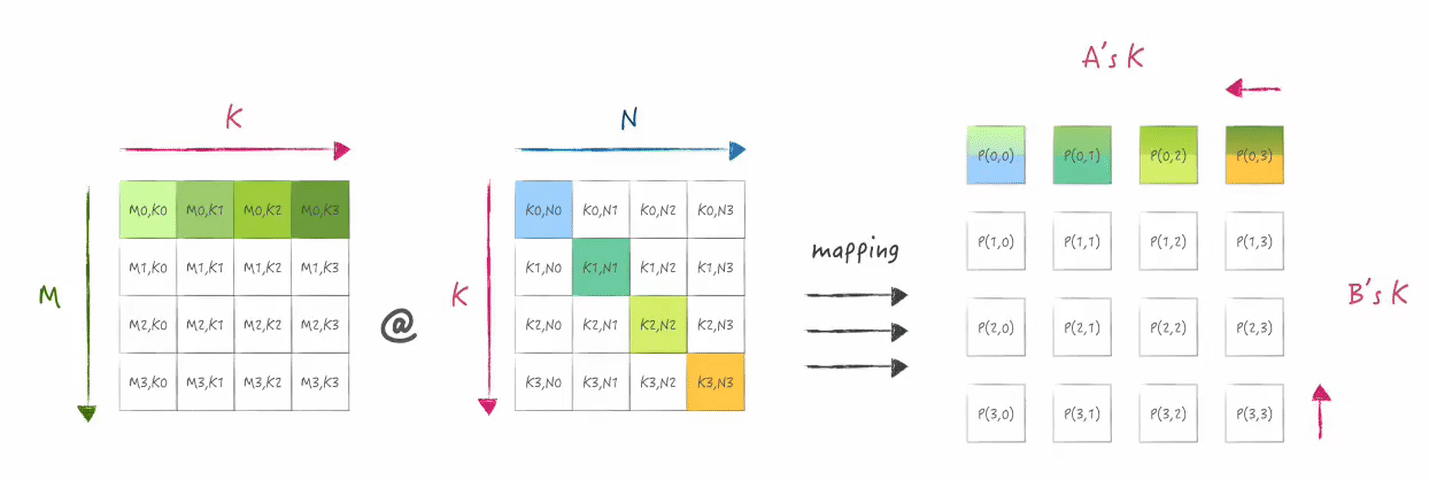 K
M
M0,K0 M0,K1 M0,K2 M0,K3
M1,K0 M1,K1 M1,K2 M1,K3
M2,K0 M2,K1 M2,K2 M2,K3
M3,K0 M3,K1 M3,K2 M3,K3
@
N
K
K0,N0 K0,N1 K0,N2 K0,N3
K1,N0 K1,N1 K1,N2 K1,N3
K2,N0 K2,N1 K2,N2 K2,N3
K3,N0 K3,N1 K3,N2 K3,N3
mapping
A's K
P(0,0) P(0,1) P(0,2) P(0,3)
P(1,0) P(1,1) P(1,2) P(1,3)
P(2,0) P(2,1) P(2,2) P(2,3)
P(3,0) P(3,1) P(3,2) P(3,3)
B's K